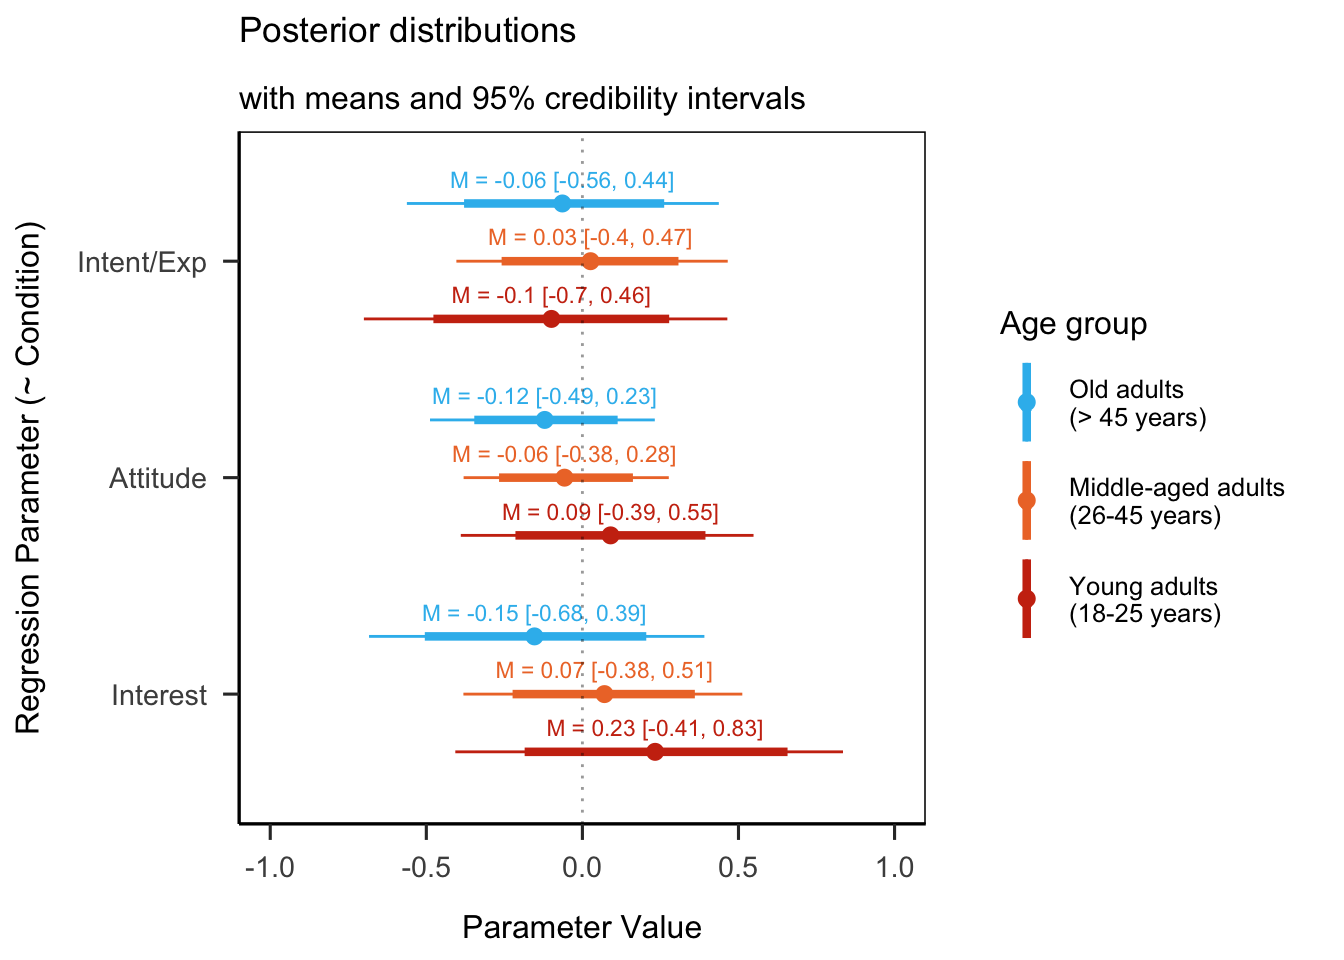 Posterior distributions
with means and 95% credibility intervals
Regression Parameter (~ Condition)
Intent/Exp
M = -0.06 [-0.56, 0.44]
M = 0.03 [-0.4, 0.47]
M = -0.1 [-0.7, 0.46]
Attitude
M = -0.12 [-0.49, 0.23]
M = -0.06 [-0.38, 0.28]
M = 0.09 [-0.39, 0.55]
Interest
M = -0.15 [-0.68, 0.39]
M = 0.07 [-0.38, 0.51]
M = 0.23 [-0.41, 0.83]
-1.0 -0.5 0.0 0.5 1.0
Parameter Value
Age group
Old adults
(> 45 years)
Middle-aged adults
(26-45 years)
Young adults
(18-25 years)